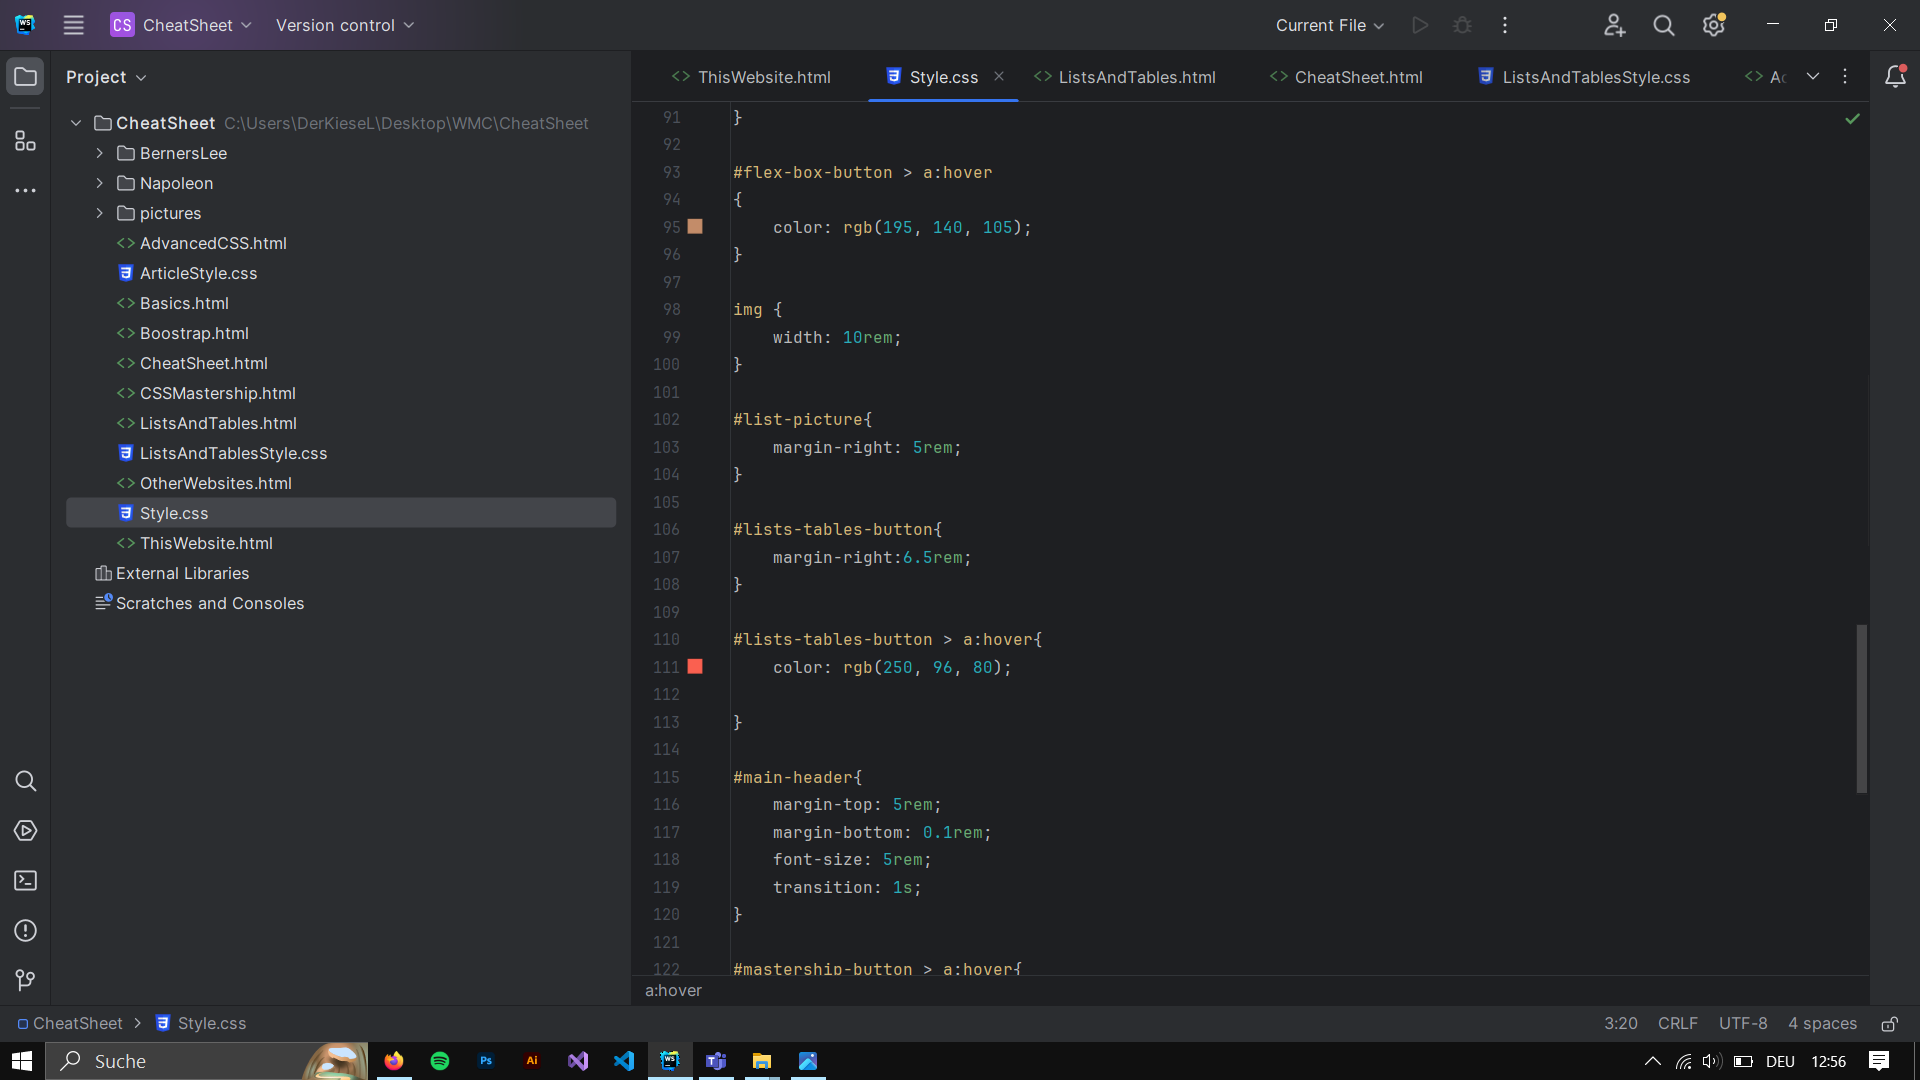 CS CheatSheet Version control Current File
Project
CheatSheet C:\Users\DerKieseL\Desktop\WMC\CheatSheet
BernersLee
Napoleon
pictures
AdvancedCSS.html
ArticleStyle.css
Basics.html
Boostrap.html
CheatSheet.html
CSSMastership.html
ListsAndTables.html
ListsAndTablesStyle.css
OtherWebsites.html
Style.css
ThisWebsite.html
External Libraries
Scratches and Consoles
ThisWebsite.html Style.css ListsAndTables.html CheatSheet.html ListsAndTablesStyle.css
91 }
92
93 #flex-box-button > a:hover
94 {
95 color: rgb(195, 140, 105);
96 }
97
98 img {
99 width: 10rem;
100 }
101
102 #list-picture{
103 margin-right: 5rem;
104 }
105
106 #lists-tables-button{
107 margin-right:6.5rem;
108 }
109
110 #lists-tables-button > a:hover{
111 color: rgb(250, 96, 80);
112
113 }
114
115 #main-header{
116 margin-top: 5rem;
117 margin-bottom: 0.1rem;
118 font-size: 5rem;
119 transition: 1s;
120 }
121
122 #mastership-button > a:hover{
a:hover
CheatSheet > Style.css 3:20 CRLF UTF-8 4 spaces
Suche Ps Ai WS DEU 12:56